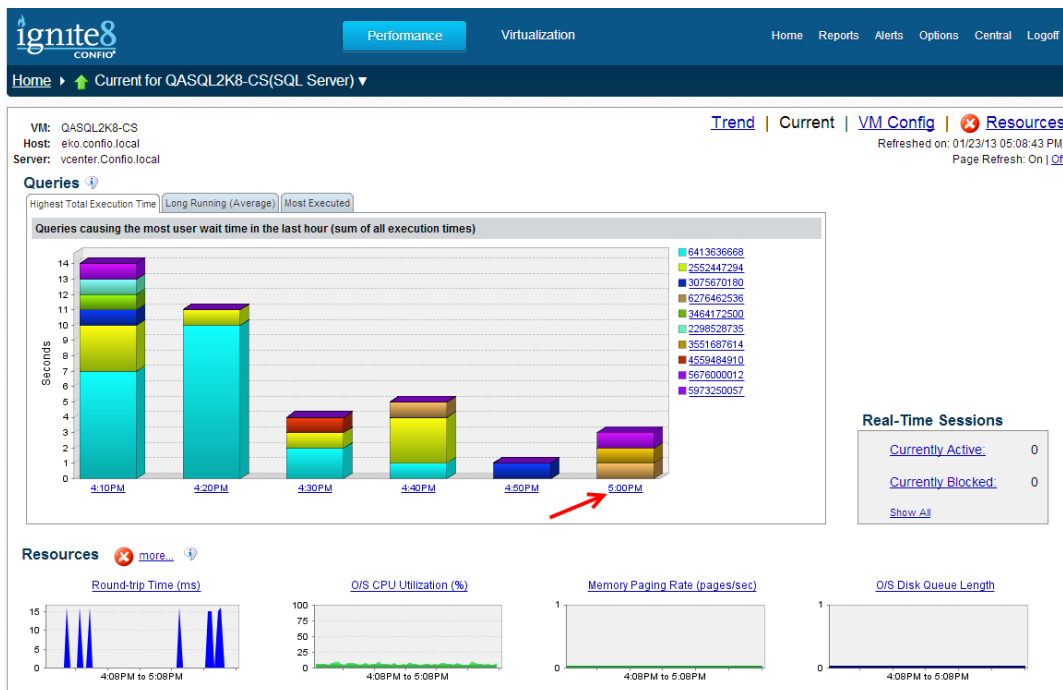 ignite8
CONFIO
Performance
Virtualization
Home Reports Alerts Options Central Logoff
Home Current for QASQL2K8-CS(SQL Server)
VM: QASQL2K8-CS
Host: eko.confio.local
Server: vcenter.Confio.local
Trend | Current | VM Config | Resources
Refreshed on: 01/23/13 05:08:43 PM
Page Refresh: On | Of
Queries
Highest Total Execution Time
Long Running (Average)
Most Executed
Queries causing the most user wait time in the last hour (sum of all execution times)
Seconds
14
13
12
11
10
9
8
7
6
5
4
3
2
1
0
4:10PM 4:20PM 4:30PM 4:40PM 4:50PM 5:00PM
6413636668
2552447294
3075670180
6276462536
3464172500
2298528735
3551687614
4559484910
5676000012
5973250057
Real-Time Sessions
Currently Active: 0
Currently Blocked: 0
Show All
Resources more...
Round-trip Time (ms)
15
10
5
0
4:08PM to 5:08PM
O/S CPU Utilization (%)
100
75
50
25
0
4:08PM to 5:08PM
Memory Paging Rate (pages/sec)
1
0
4:08PM to 5:08PM
O/S Disk Queue Length
1
0
4:08PM to 5:08PM